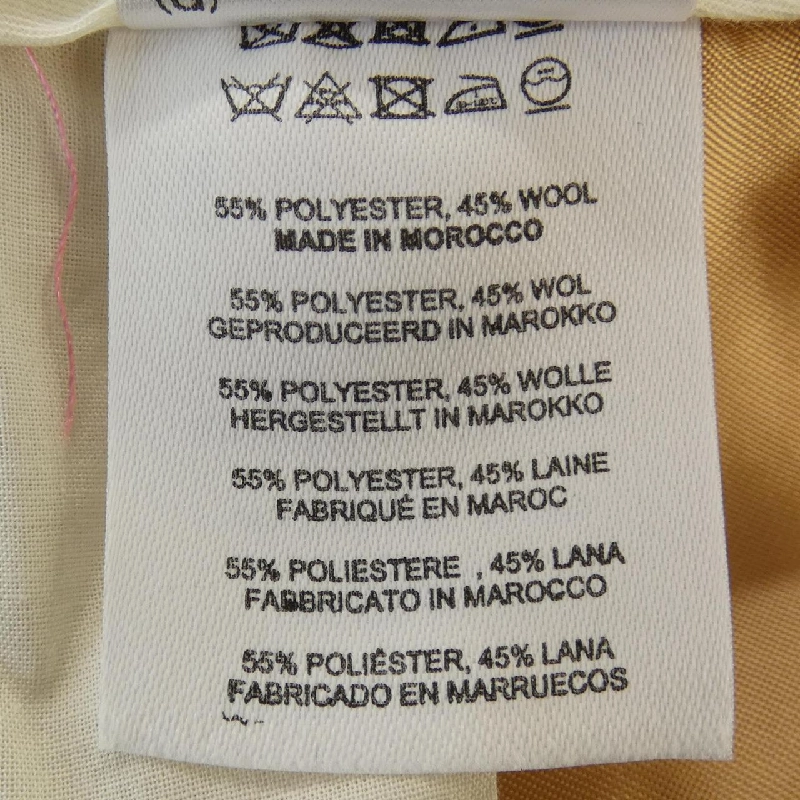 55% POLYESTER, 45% WOOL
MADE IN MOROCCO
55% POLYESTER, 45% WOL
GEPRODUCEERD IN MAROKKO
55% POLYESTER, 45% WOLLE
HERGESTELLT IN MAROKKO
55% POLYESTER, 45% LAINE
FABRIQUÉ EN MAROC
55% POLIESTERE , 45% LANA
FABBRICATO IN MAROCCO
55% POLIÉSTER, 45% LANA
FABRICADO EN MARRUECOS